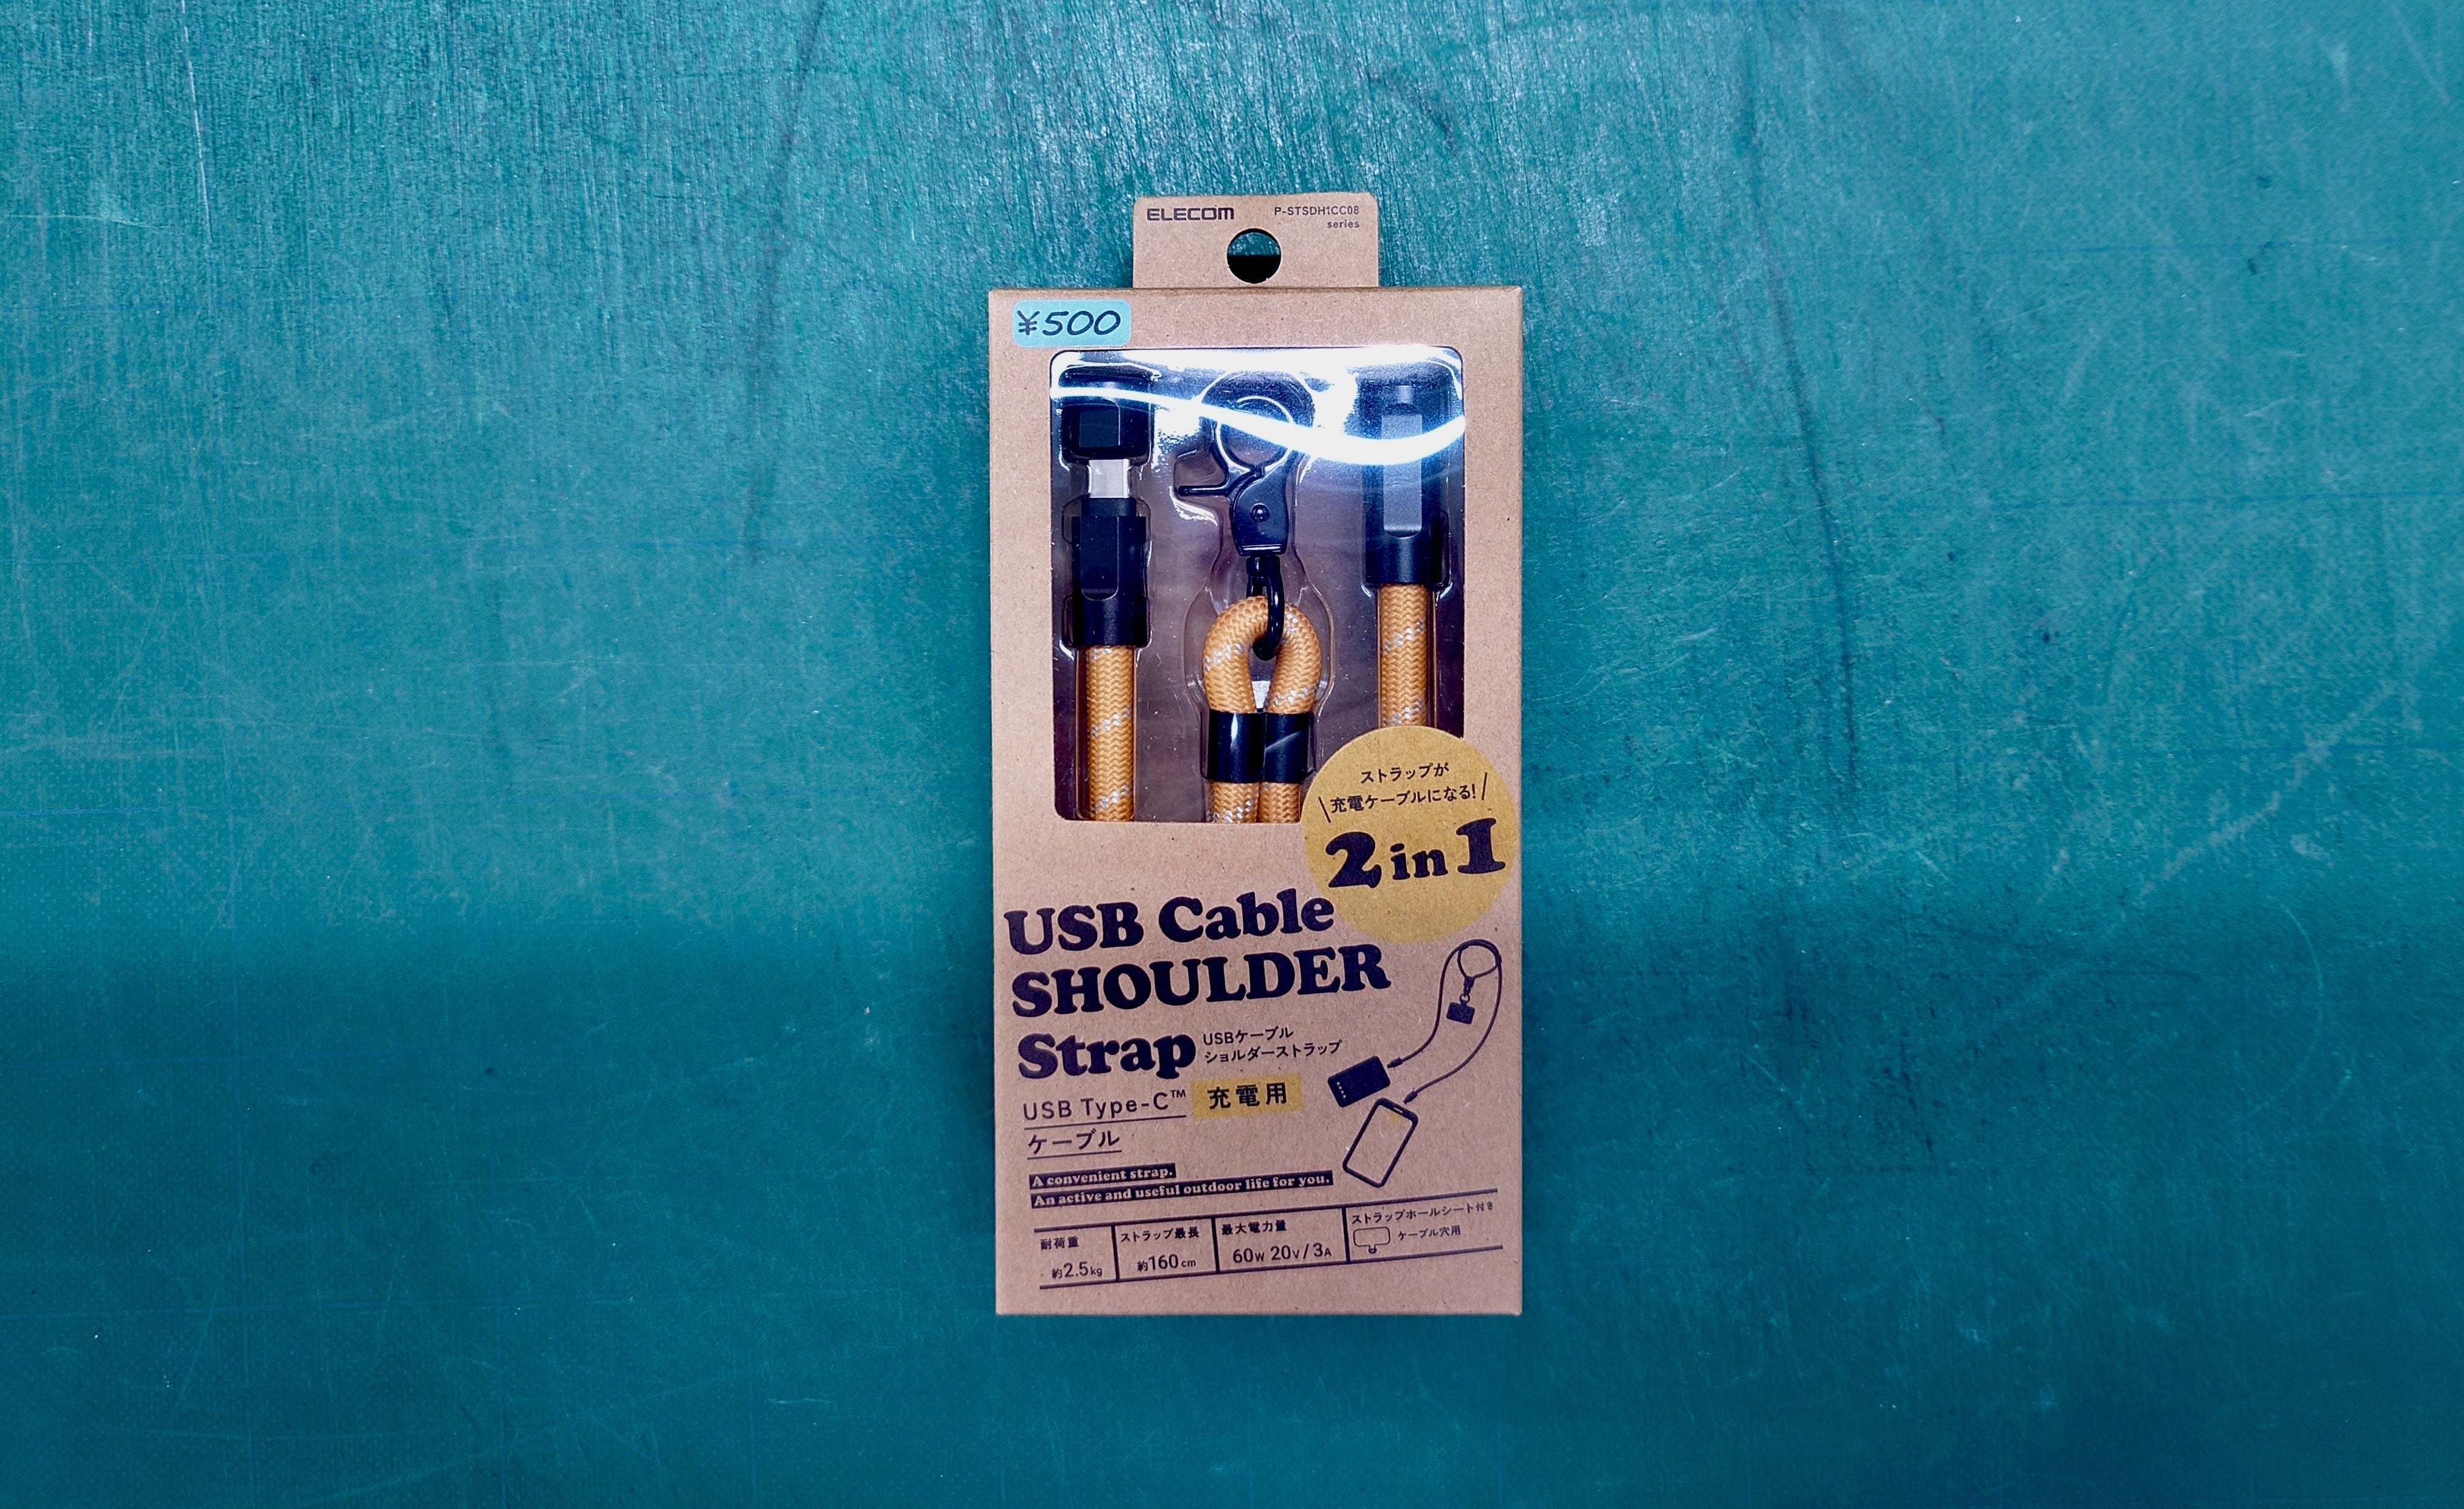 ELECOM
P-STSDH1CC08
series
¥500
ストラップが
充電ケーブルになる!
2in1
USB Cable
SHOULDER
Strap
USBケーブル
ショルダーストラップ
USB Type-C™
充電用
ケーブル
A convenient strap.
An active and useful outdoor life for you.
耐荷重
約2.5kg
ストラップ最長
約160cm
最大電力量
60W 20V/3A
ストラップホールシート付き
ケーブル穴用